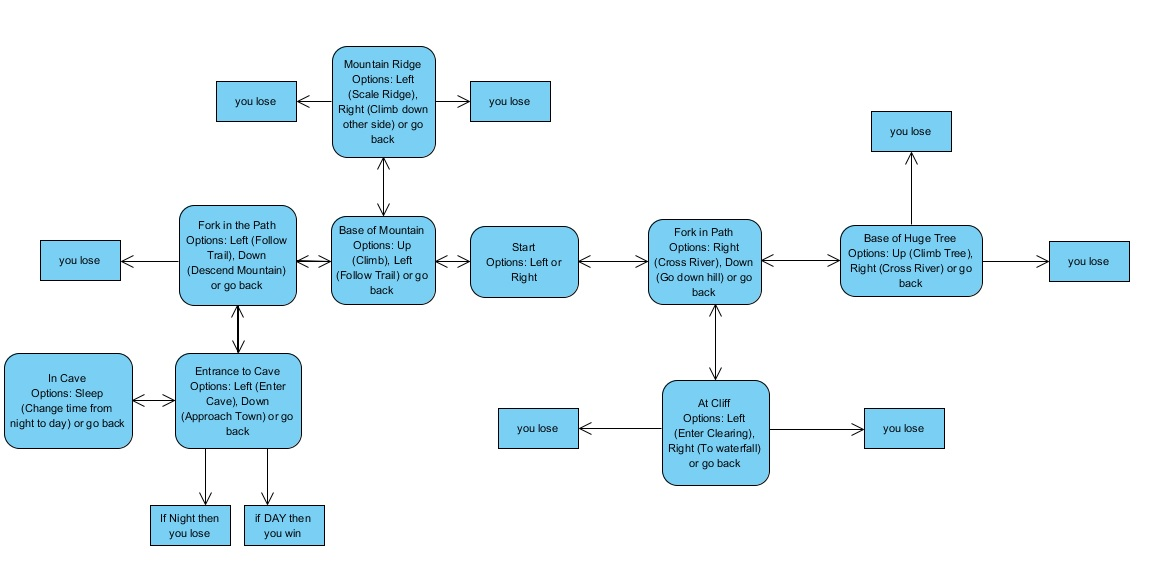 Mountain Ridge
Options: Left
(Scale Ridge),
Right (Climb down
other side) or go
back
you lose
you lose
you lose
Fork in the Path
Options: Left (Follow
Trail), Down
(Descend Mountain)
or go back
Base of Mountain
Options: Up
(Climb), Left
(Follow Trail) or go
back
Start
Options: Left or
Right
Fork in Path
Options: Right
(Cross River), Down
(Go down hill) or go
back
Base of Huge Tree
Options: Up (Climb Tree),
Right (Cross River) or go
back
you lose
you lose
In Cave
Options: Sleep
(Change time from
night to day) or go back
Entrance to Cave
Options: Left (Enter
Cave), Down
(Approach Town) or go
back
At Cliff
Options: Left
(Enter Clearing),
Right (To waterfall)
or go back
you lose
you lose
If Night then
you lose
if DAY then
you win